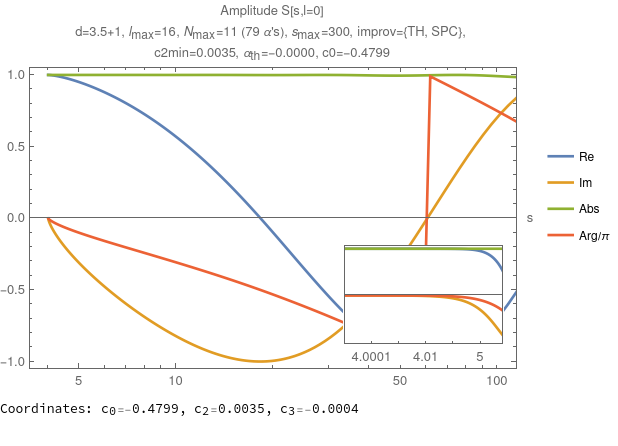 Amplitude S[s,l=0]
d=3.5+1, lmax=16, Nmax=11 (79 α's), smax=300, improv={TH, SPC},
c2min=0.0035, αth=-0.0000, c0=-0.4799
1.0
0.5
0.0
-0.5
-1.0
5
10
50
100
s
4.0001
4.01
5
Re
Im
Abs
Arg/π
Coordinates: c0=-0.4799, c2=0.0035, c3=-0.0004